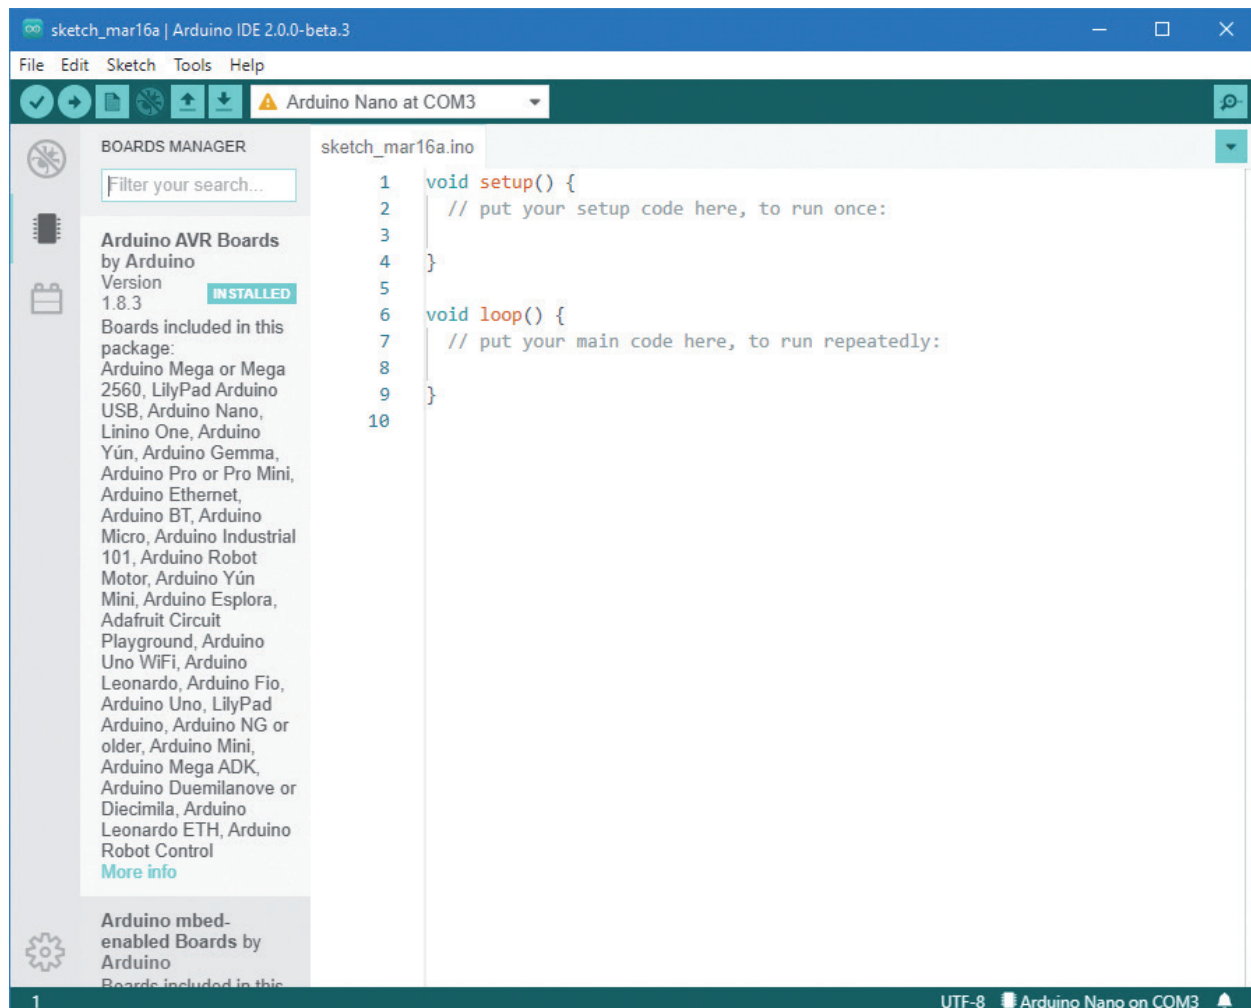 sketch_mar16a | Arduino IDE 2.0.0-beta.3
File Edit Sketch Tools Help
Arduino Nano at COM3
BOARDS MANAGER
Filter your search...
Arduino AVR Boards
by Arduino
Version
1.8.3
INSTALLED
Boards included in this
package:
Arduino Mega or Mega
2560, LilyPad Arduino
USB, Arduino Nano,
Linino One, Arduino
Yún, Arduino Gemma,
Arduino Pro or Pro Mini,
Arduino Ethernet,
Arduino BT, Arduino
Micro, Arduino Industrial
101, Arduino Robot
Motor, Arduino Yún
Mini, Arduino Esplora,
Adafruit Circuit
Playground, Arduino
Uno WiFi, Arduino
Leonardo, Arduino Fio,
Arduino Uno, LilyPad
Arduino, Arduino NG or
older, Arduino Mini,
Arduino Mega ADK,
Arduino Duemilanove or
Diecimila, Arduino
Leonardo ETH, Arduino
Robot Control
More info
Arduino mbed-
enabled Boards by
Arduino
Boards included in this
sketch_mar16a.ino
1 void setup() {
2 // put your setup code here, to run once:
3
4 }
5
6 void loop() {
7 // put your main code here, to run repeatedly:
8
9 }
10
1
UTF-8 Arduino Nano on COM3